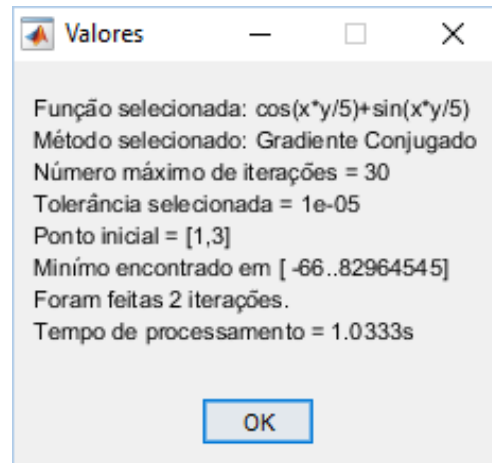 Valores
Função selecionada: cos(x*y/5)+sin(x*y/5)
Método selecionado: Gradiente Conjugado
Número máximo de iterações = 30
Tolerância selecionada = 1e-05
Ponto inicial = [1,3]
Minímo encontrado em [ -66..82964545]
Foram feitas 2 iterações.
Tempo de processamento = 1.0333s
OK